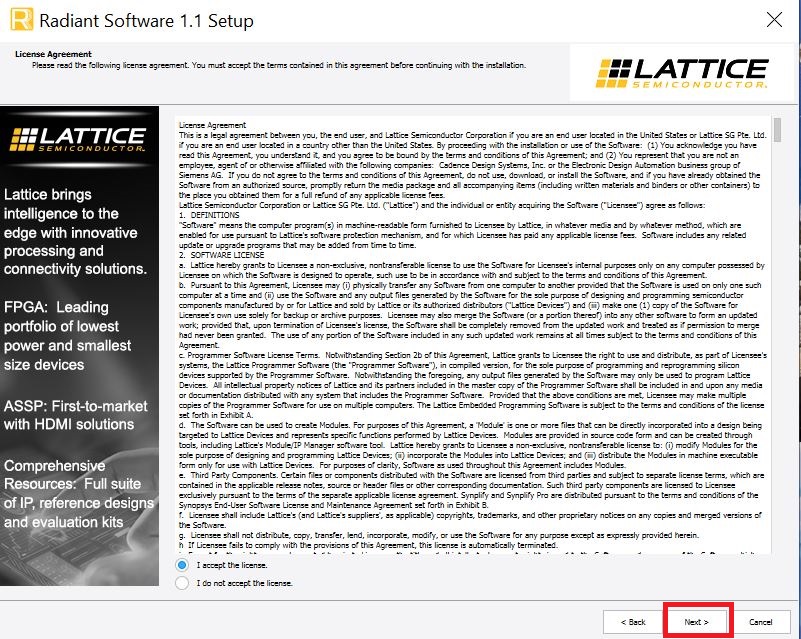 Radiant Software 1.1 Setup
License Agreement
Please read the following license agreement. You must accept the terms contained in this agreement before continuing with the installation.
LATTICE
SEMICONDUCTOR.
LATTICE
SEMICONDUCTOR.
Lattice brings
intelligence to the
edge with innovative
processing and
connectivity solutions.
FPGA: Leading
portfolio of lowest
power and smallest
size devices
ASSP: First-to-market
with HDMI solutions
Comprehensive
Resources: Full suite
of IP, reference designs
and evaluation kits
License Agreement
This is a legal agreement between you, the end user, and Lattice Semiconductor Corporation if you are an end user located in the United States or Lattice SG Pte. Ltd.
if you are an end user located in a country other than the United States. By proceeding with the installation or use of the Software: (1) You acknowledge you have
read this Agreement, you understand it, and you agree to be bound by the terms and conditions of this Agreement; and (2) You represent that you are not an
employee, agent of or otherwise affiliated with the following companies: Cadence Design Systems, Inc. or the Electronic Design Automation business group of
Siemens AG. If you do not agree to the terms and conditions of this Agreement, do not use, download, or install the Software, and if you have already obtained the
Software from an authorized source, promptly return the media package and all accompanying items (including written materials and binders or other containers) to
the place you obtained them for a full refund of any applicable license fees.
Lattice Semiconductor Corporation or Lattice SG Pte. Ltd. ("Lattice") and the individual or entity acquiring the Software ("Licensee") agree as follows:
1. DEFINITIONS
"Software" means the computer program(s) in machine-readable form furnished to Licensee by Lattice, in whatever media and by whatever method, which are
enabled for use pursuant to Lattice's software protection mechanism, and for which Licensee has paid any applicable license fees. Software includes any related
update or upgrade programs that may be added from time to time.
2. SOFTWARE LICENSE
a. Lattice hereby grants to Licensee a non-exclusive, nontransferable license to use the Software for Licensee's internal purposes only on any computer possessed by
Licensee on which the Software is designed to operate, such use to be in accordance with and subject to the terms and conditions of this Agreement.
b. Pursuant to this Agreement, Licensee may (i) physically transfer any Software from one computer to another provided that the Software is used on only one such
computer at a time and (ii) use the Software and any output files generated by the Software for the sole purpose of designing and programming semiconductor
components manufactured by or for Lattice and sold by Lattice or its authorized distributors ("Lattice Devices") and (iii) make one (1) copy of the Software for
Licensee's own use solely for backup or archive purposes. Licensee may also merge the Software (or a portion thereof) into any other software to form an updated
work; provided that, upon termination of Licensee's license, the Software shall be completely removed from the updated work and treated as if permission to merge
had never been granted. The use of any portion of the Software included in any such updated work remains at all times subject to the terms and conditions of this
Agreement.
c. Programmer Software License Terms. Notwithstanding Section 2b of this Agreement, Lattice grants to Licensee the right to use and distribute, as part of Licensee's
systems, the Lattice Programmer Software (the "Programmer Software"), in compiled version, for the sole purpose of programming and reprogramming silicon
devices supported by the Programmer Software. Notwithstanding the foregoing, any output files generated by the Software may only be used to program Lattice
Devices. All intellectual property notices of Lattice and its partners included in the master copy of the Programmer Software shall be included in and upon any media
or documentation distributed with any system that includes the Programmer Software. Provided that the above conditions are met, Licensee may make multiple
copies of the Programmer Software for use on multiple computers. The Lattice Embedded Programming Software is subject to the terms and conditions of the license
set forth in Exhibit A.
d. The Software can be used to create Modules. For purposes of this Agreement, a 'Module' is one or more files that can be directly incorporated into a design being
targeted to Lattice Devices and represents specific functions performed by Lattice Devices. Modules are provided in source code form and can be created through
tools, including Lattice's Module/IP Manager software tool. Lattice hereby grants to Licensee a non-exclusive, nontransferable license to: (i) modify Modules for the
sole purpose of designing and programming Lattice Devices; (ii) incorporate the Modules into Lattice Devices; and (iii) distribute the Modules in machine executable
form only for use with Lattice Devices. For purposes of clarity, Software as used throughout this Agreement includes Modules.
e. Third Party Components. Certain files or components distributed with the Software are licensed from third parties and subject to separate license terms, which are
contained in the applicable release notes, source or header files or other corresponding documentation. Such third party components are licensed to Licensee
exclusively pursuant to the terms of the separate applicable license agreement. Synplify and Synplify Pro are distributed pursuant to the terms and conditions of the
Synopsys End-User Software License and Maintenance Agreement set forth in Exhibit B.
f. Licensee shall include Lattice's (and Lattice's suppliers', as applicable) copyrights, trademarks, and other proprietary notices on any copies and merged versions of
the Software.
g. Licensee shall not distribute, copy, transfer, lend, incorporate, modify, or use the Software for any purpose except as expressly provided herein.
h If Licensee fails to comply with the provisions of this Agreement, this license is automatically terminated.
I accept the license.
I do not accept the license.
< Back
Next >
Cancel